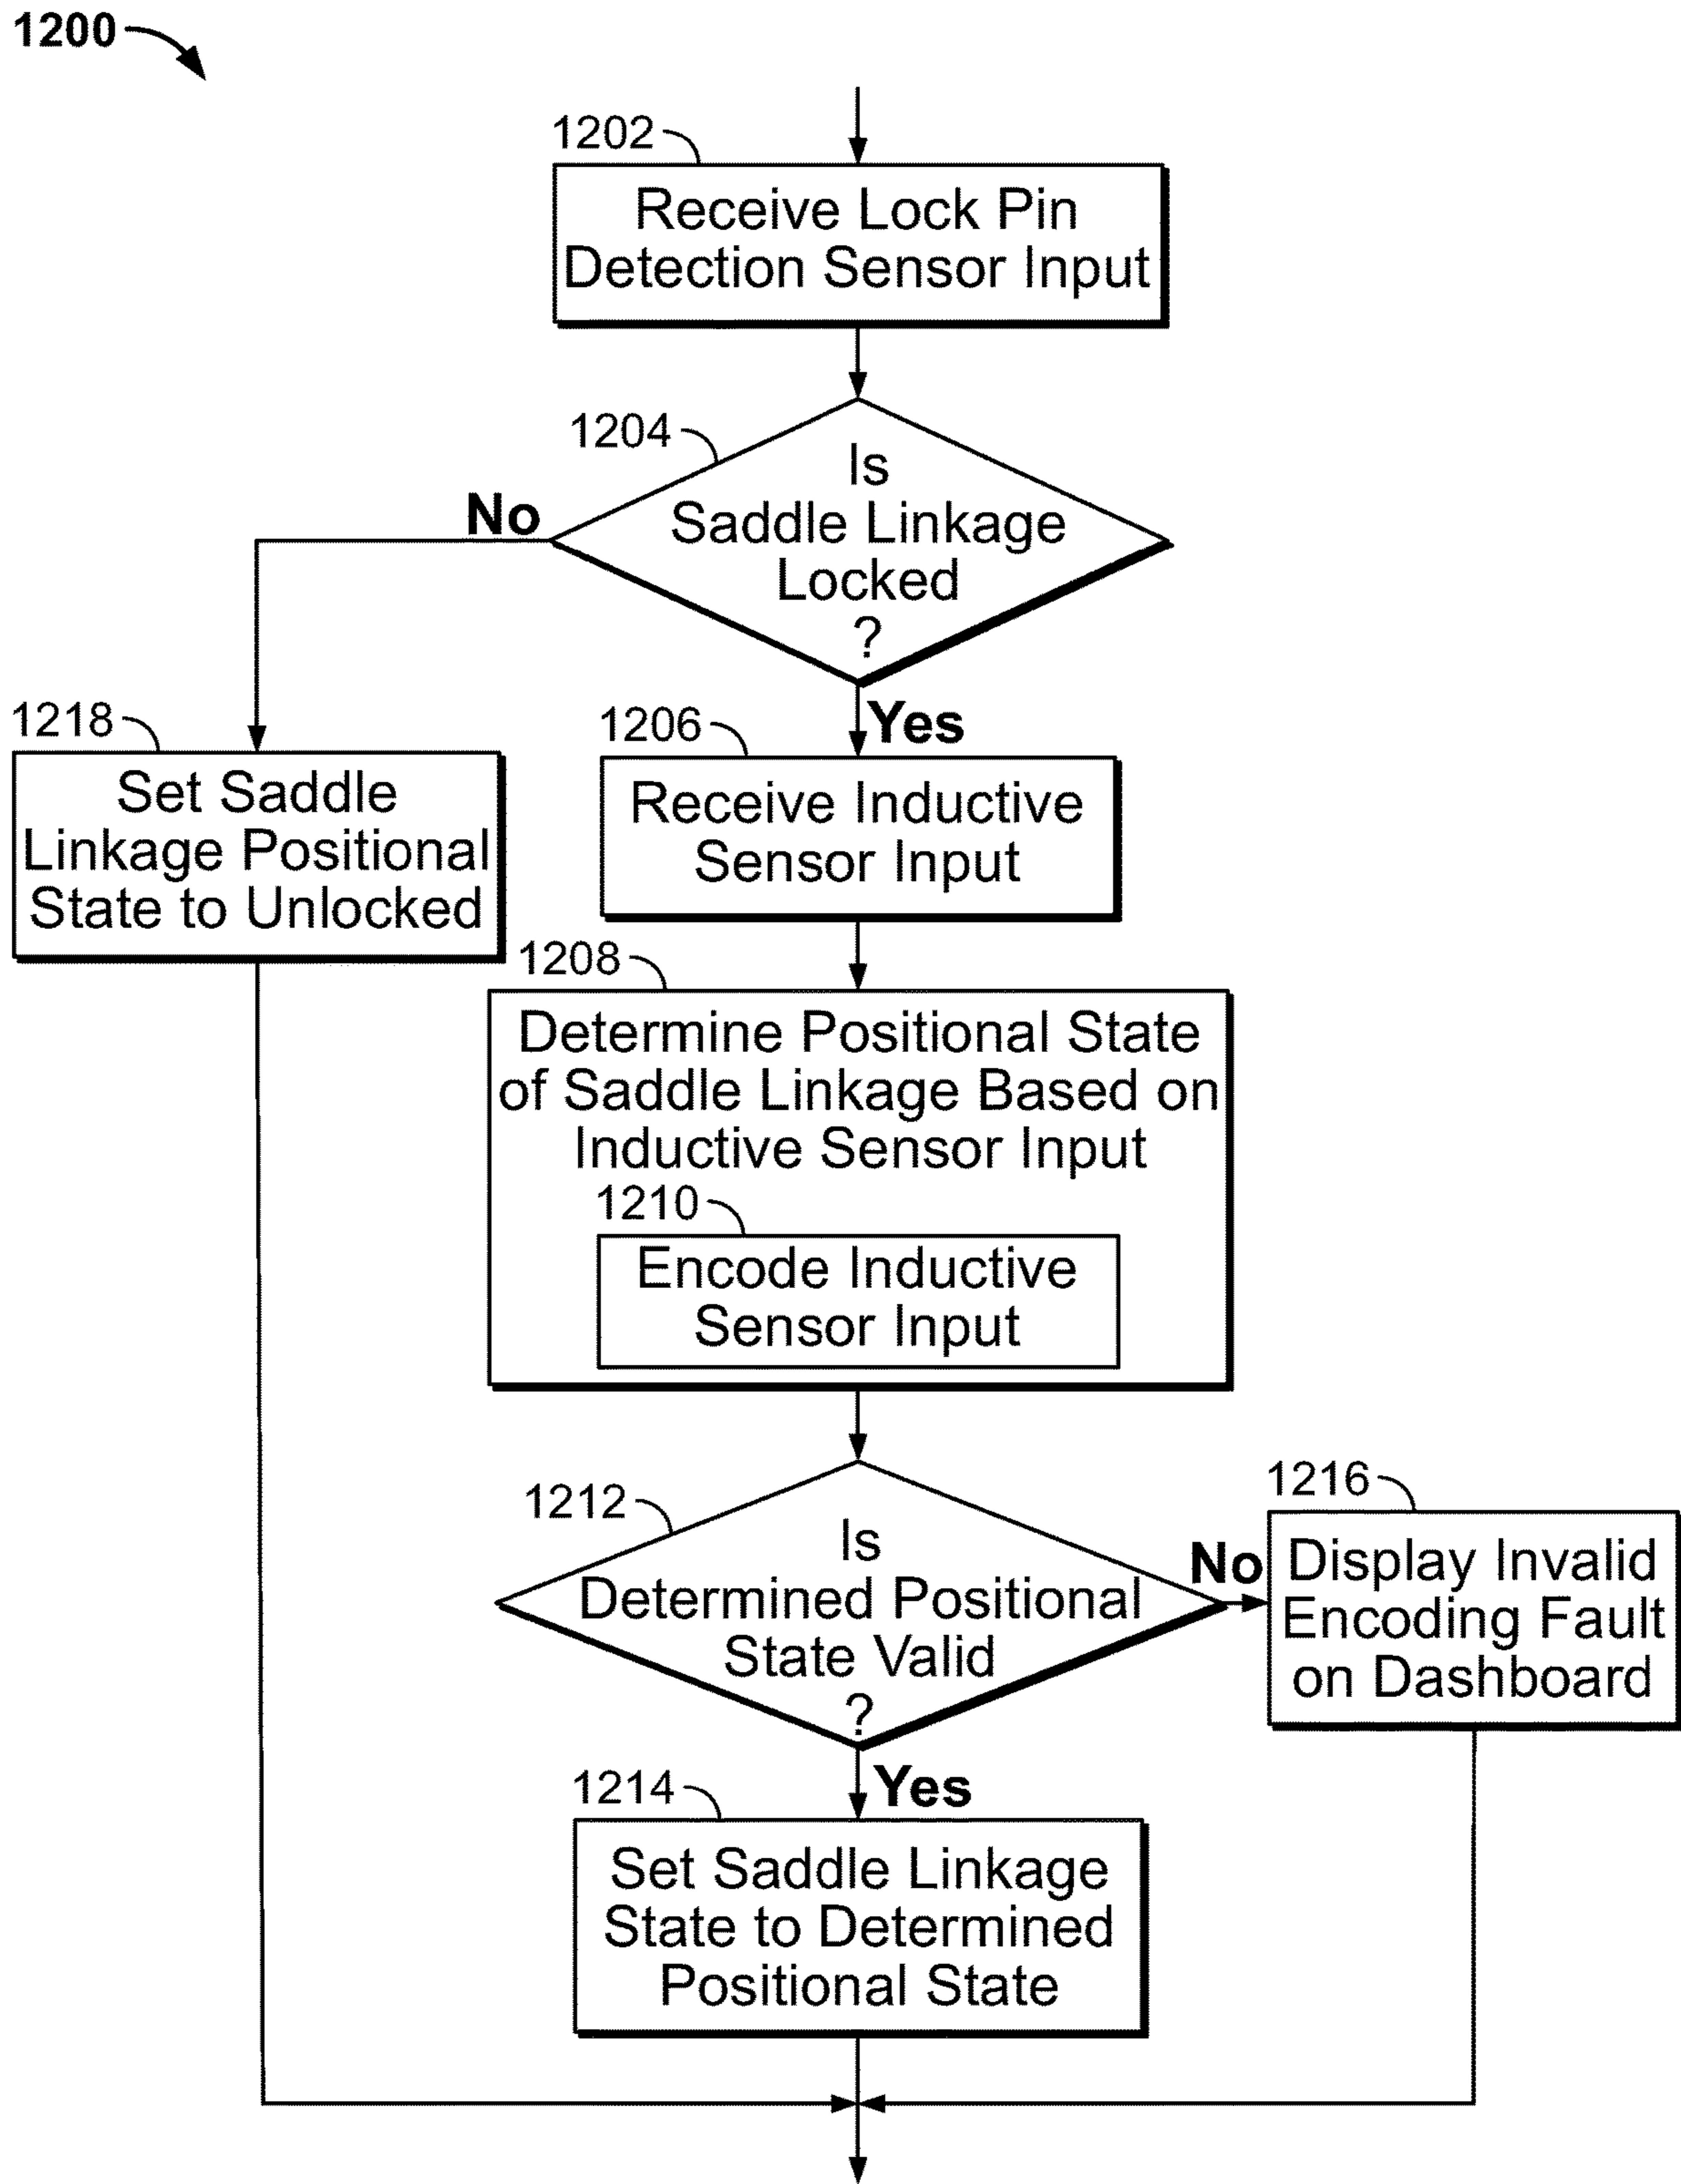 1200
1202
Receive Lock Pin
Detection Sensor Input
1204
Is
Saddle Linkage
Locked
?
No
Yes
1218
Set Saddle
Linkage Positional
State to Unlocked
1206
Receive Inductive
Sensor Input
1208
Determine Positional State
of Saddle Linkage Based on
Inductive Sensor Input
1210
Encode Inductive
Sensor Input
1212
Is
Determined Positional
State Valid
?
No
1216
Display Invalid
Encoding Fault
on Dashboard
Yes
1214
Set Saddle Linkage
State to Determined
Positional State